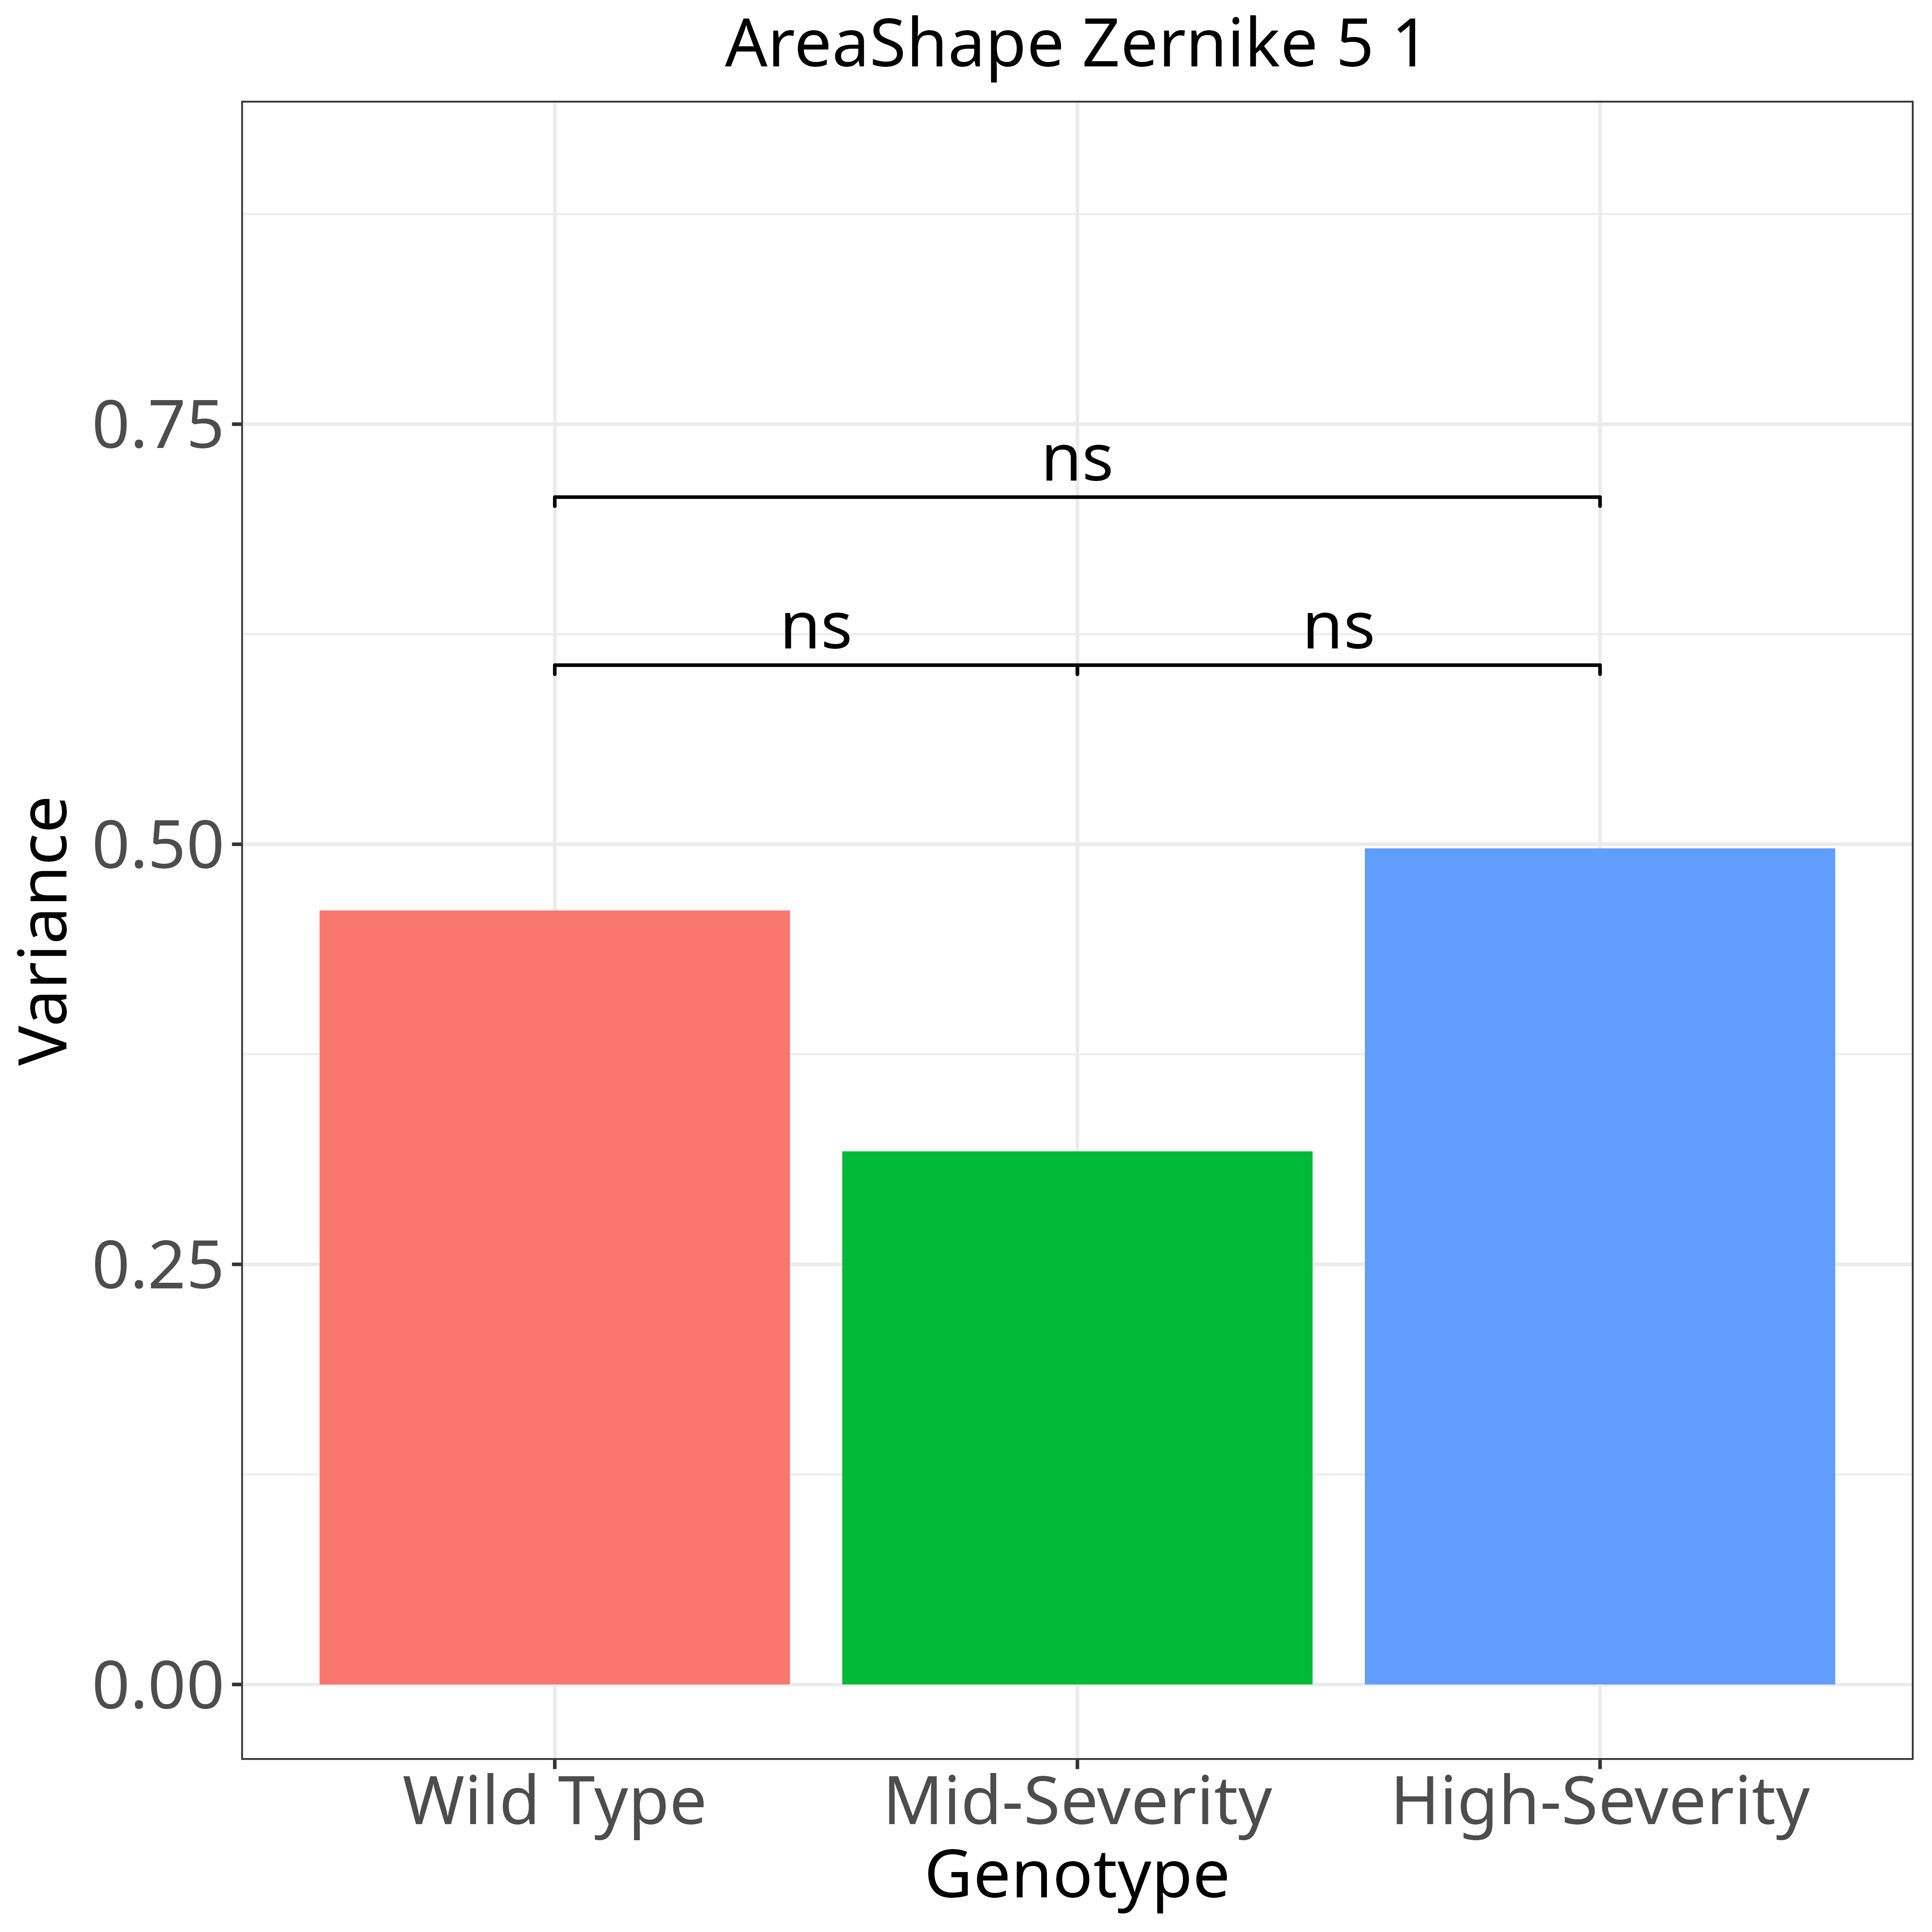 AreaShape Zernike 5 1
0.75
ns
ns ns
0.50
Variance
0.25
0.00
Wild Type Mid-Severity High-Severity
Genotype